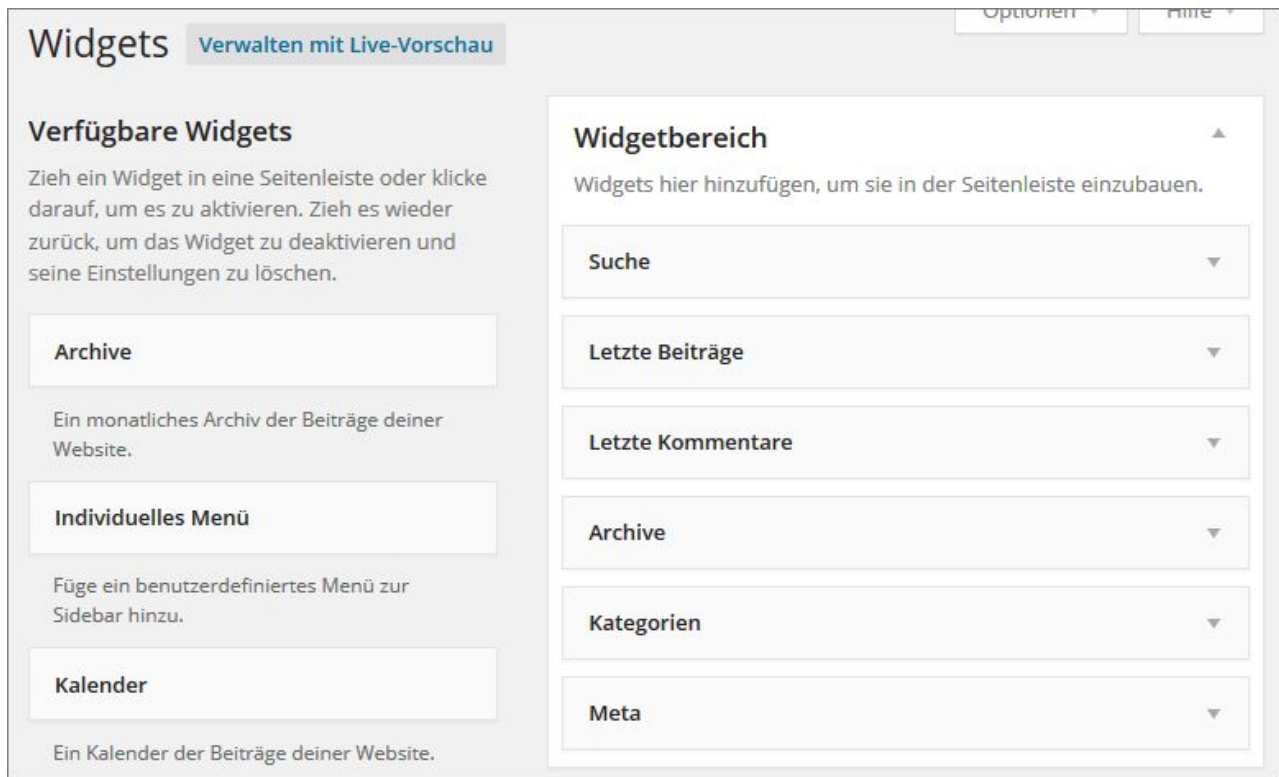 Optionen
Hilfe
Widgets
Verwalten mit Live-Vorschau
Verfügbare Widgets
Zieh ein Widget in eine Seitenleiste oder klicke
darauf, um es zu aktivieren. Zieh es wieder
zurück, um das Widget zu deaktivieren und
seine Einstellungen zu löschen.
Archive
Ein monatliches Archiv der Beiträge deiner
Website.
Individuelles Menü
Füge ein benutzerdefiniertes Menü zur
Sidebar hinzu.
Kalender
Ein Kalender der Beiträge deiner Website.
Widgetbereich
Widgets hier hinzufügen, um sie in der Seitenleiste einzubauen.
Suche
Letzte Beiträge
Letzte Kommentare
Archive
Kategorien
Meta